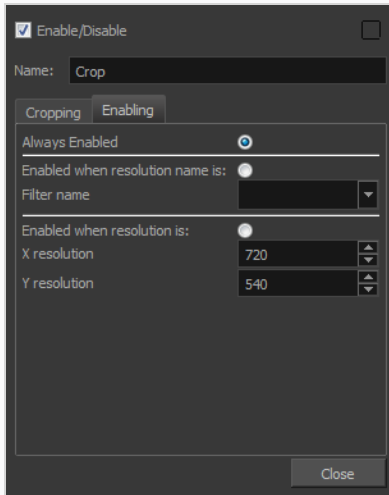 Enable/Disable
Name: Crop
Cropping Enabling
Always Enabled
Enabled when resolution name is:
Filter name
Enabled when resolution is:
X resolution 720
Y resolution 540
Close